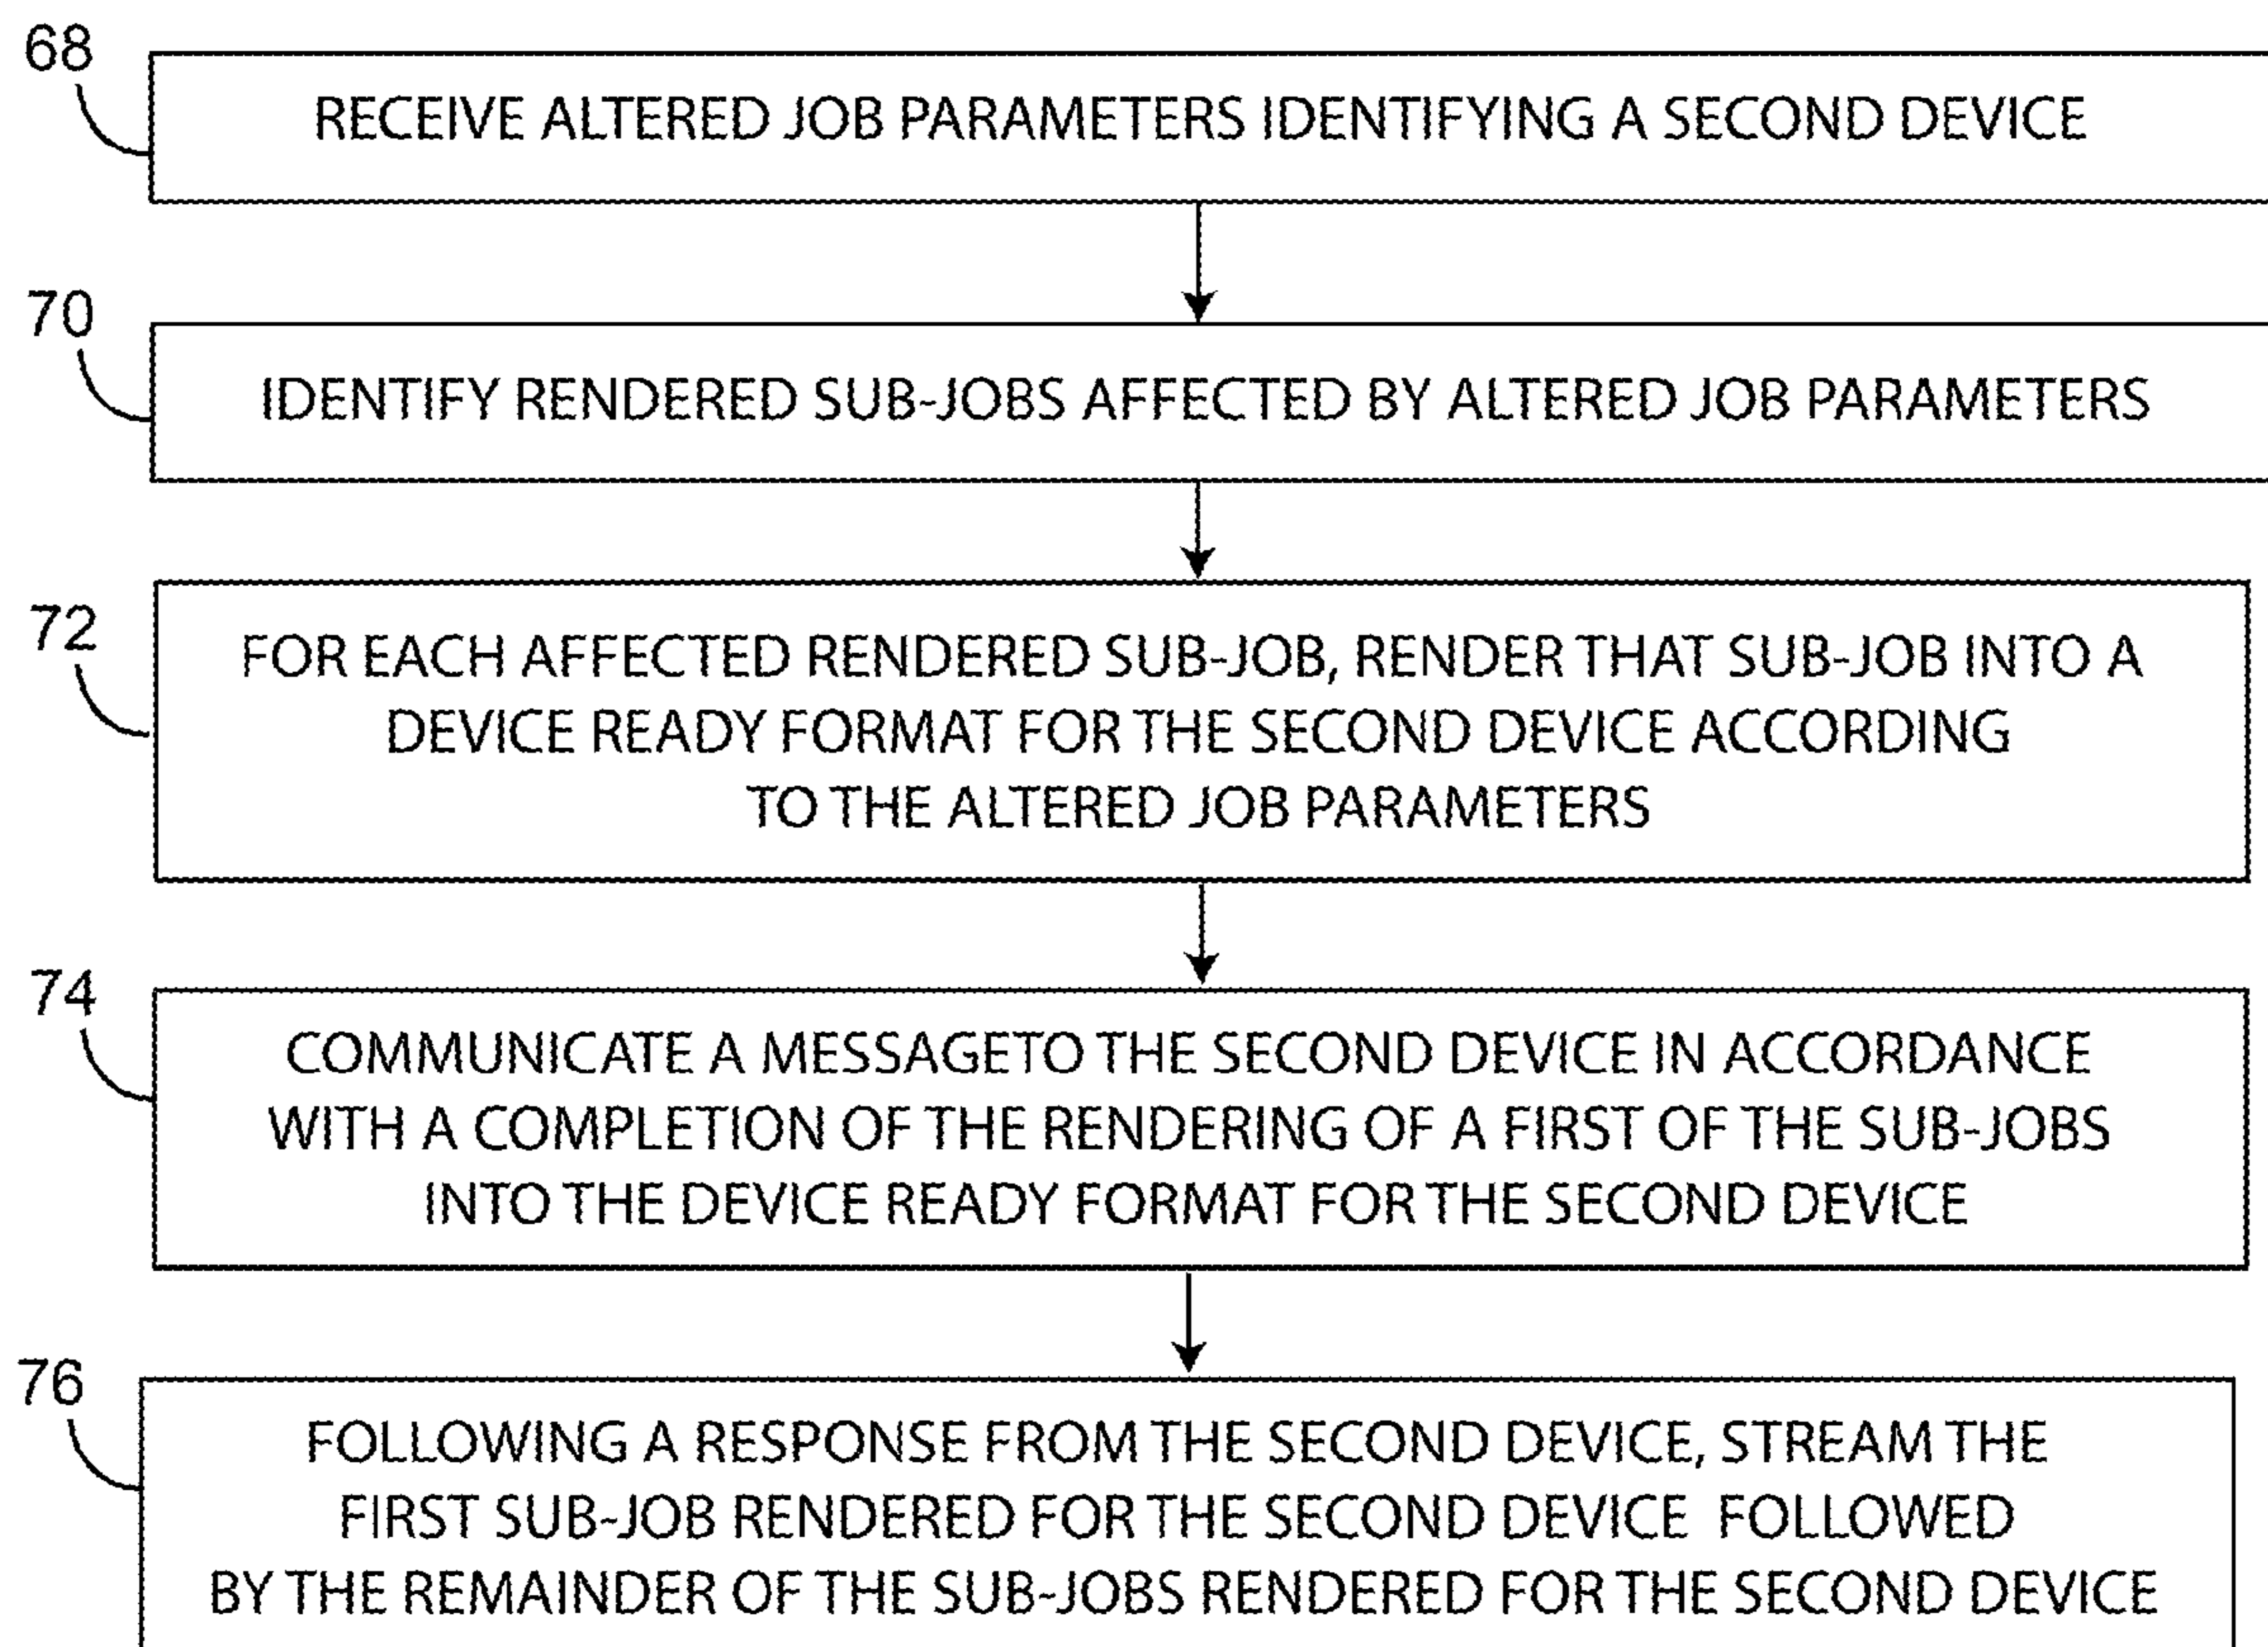 68
RECEIVE ALTERED JOB PARAMETERS IDENTIFYING A SECOND DEVICE
70
IDENTIFY RENDERED SUB-JOBS AFFECTED BY ALTERED JOB PARAMETERS
72
FOR EACH AFFECTED RENDERED SUB-JOB, RENDER THAT SUB-JOB INTO A
DEVICE READY FORMAT FOR THE SECOND DEVICE ACCORDING
TO THE ALTERED JOB PARAMETERS
74
COMMUNICATE A MESSAGETO THE SECOND DEVICE IN ACCORDANCE
WITH A COMPLETION OF THE RENDERING OF A FIRST OF THE SUB-JOBS
INTO THE DEVICE READY FORMAT FOR THE SECOND DEVICE
76
FOLLOWING A RESPONSE FROM THE SECOND DEVICE, STREAM THE
FIRST SUB-JOB RENDERED FOR THE SECOND DEVICE FOLLOWED
BY THE REMAINDER OF THE SUB-JOBS RENDERED FOR THE SECOND DEVICE